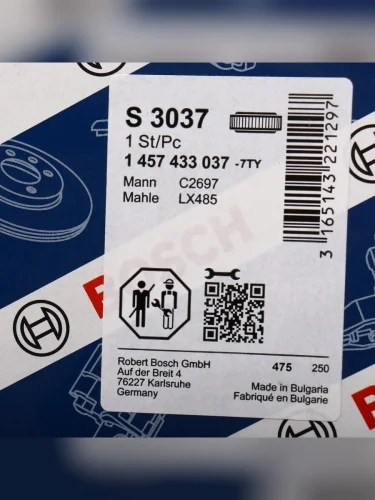 S 3037
1 St/Pc
1 457 433 037 -7TY
Mann C2697
Mahle LX485
3 165143 221297
BOSCH
Robert Bosch GmbH
Auf der Breit 4
76227 Karlsruhe
Germany
475 250
Made in Bulgaria
Fabriqué en Bulgarie